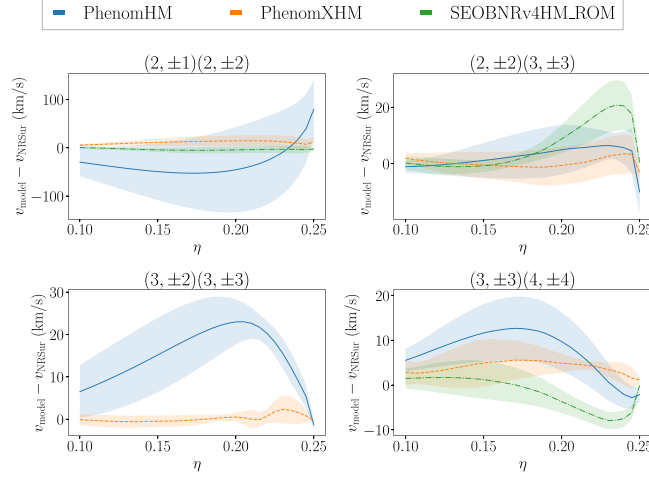 PhenomHM PhenomXHM SEOBNRv4HM_ROM
(2, ±1)(2, ±2)
(2, ±2)(3, ±3)
v_model − v_NRSur (km/s)
100
0
−100
0.10 0.15 0.20 0.25
η
v_model − v_NRSur (km/s)
20
0
0.10 0.15 0.20 0.25
η
(3, ±2)(3, ±3)
(3, ±3)(4, ±4)
v_model − v_NRSur (km/s)
30
20
10
0
0.10 0.15 0.20 0.25
η
v_model − v_NRSur (km/s)
20
10
0
−10
0.10 0.15 0.20 0.25
η